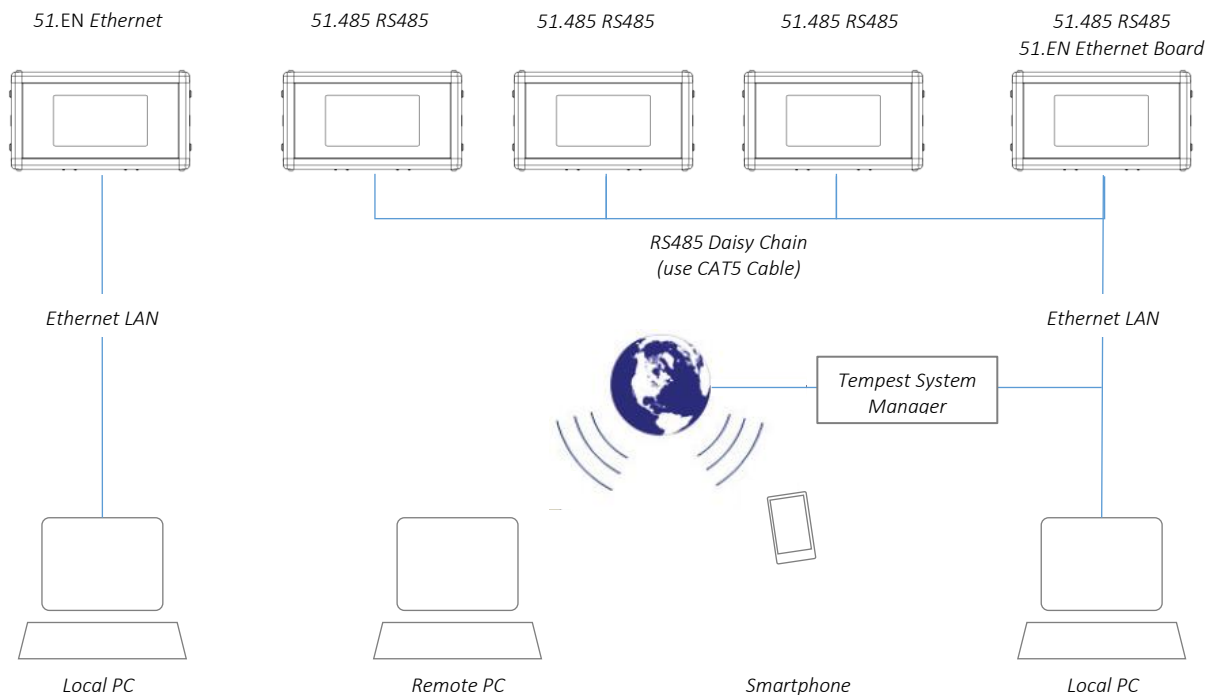 51.EN Ethernet
51.485 RS485
51.485 RS485
51.485 RS485
51.485 RS485
51.EN Ethernet Board
RS485 Daisy Chain
(use CAT5 Cable)
Ethernet LAN
Ethernet LAN
Tempest System
Manager
Local PC
Remote PC
Smartphone
Local PC